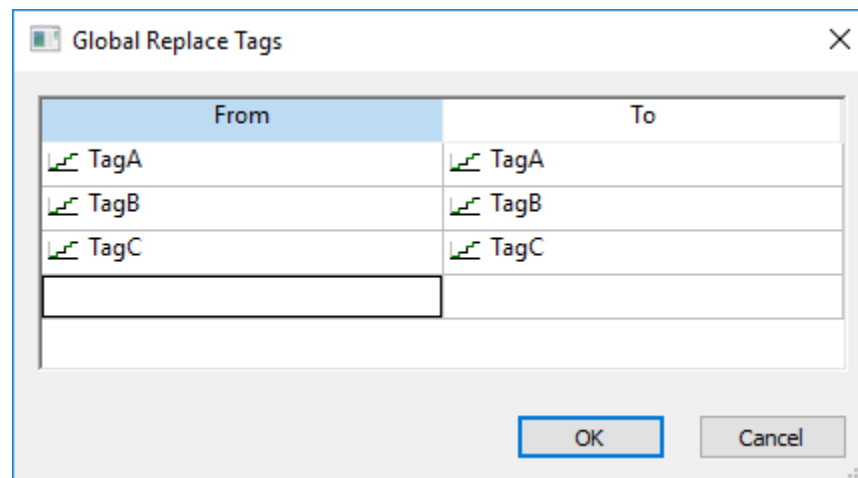 Global Replace Tags
From To
TagA TagA
TagB TagB
TagC TagC
OK Cancel